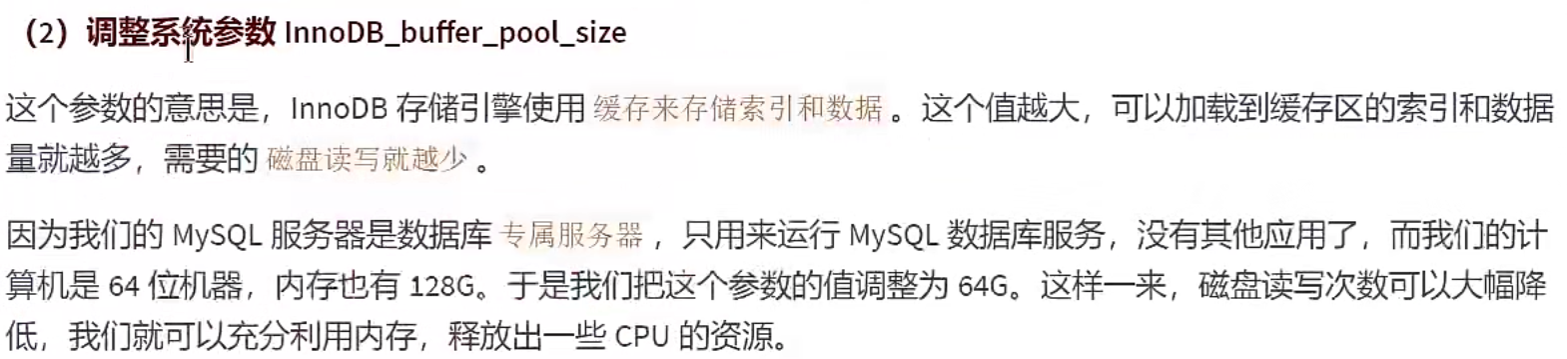 （2）调整系统参数 InnoDB_buffer_pool_size
这个参数的意思是，InnoDB 存储引擎使用 缓存来存储索引和数据 。这个值越大，可以加载到缓存区的索引和数据
量就越多，需要的 磁盘读写就越少 。
因为我们的 MySQL 服务器是数据库 专属服务器 ，只用来运行 MySQL 数据库服务，没有其他应用了，而我们的计
算机是 64 位机器，内存也有 128G。于是我们把这个参数的值调整为 64G。这样一来，磁盘读写次数可以大幅降
低，我们就可以充分利用内存，释放出一些 CPU 的资源。